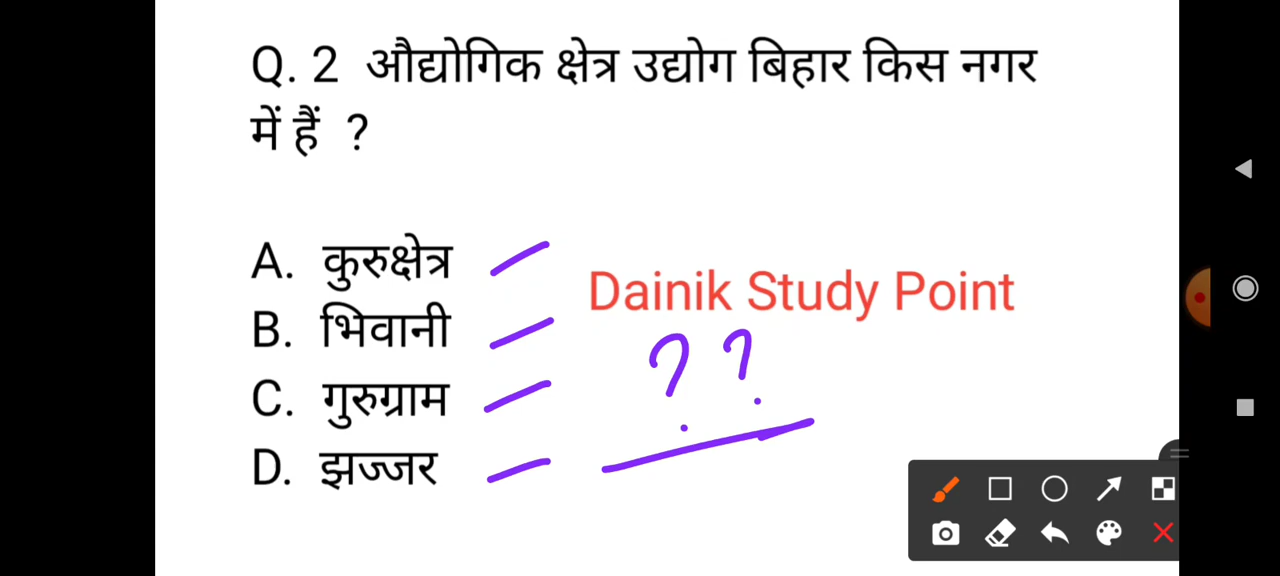 Q. 2 औद्योगिक क्षेत्र उद्योग बिहार किस नगर
में हैं ?
A. कुरुक्षेत्र
Dainik Study Point
B. भिवानी
? ?
C. गुरुग्राम
D. झज्जर